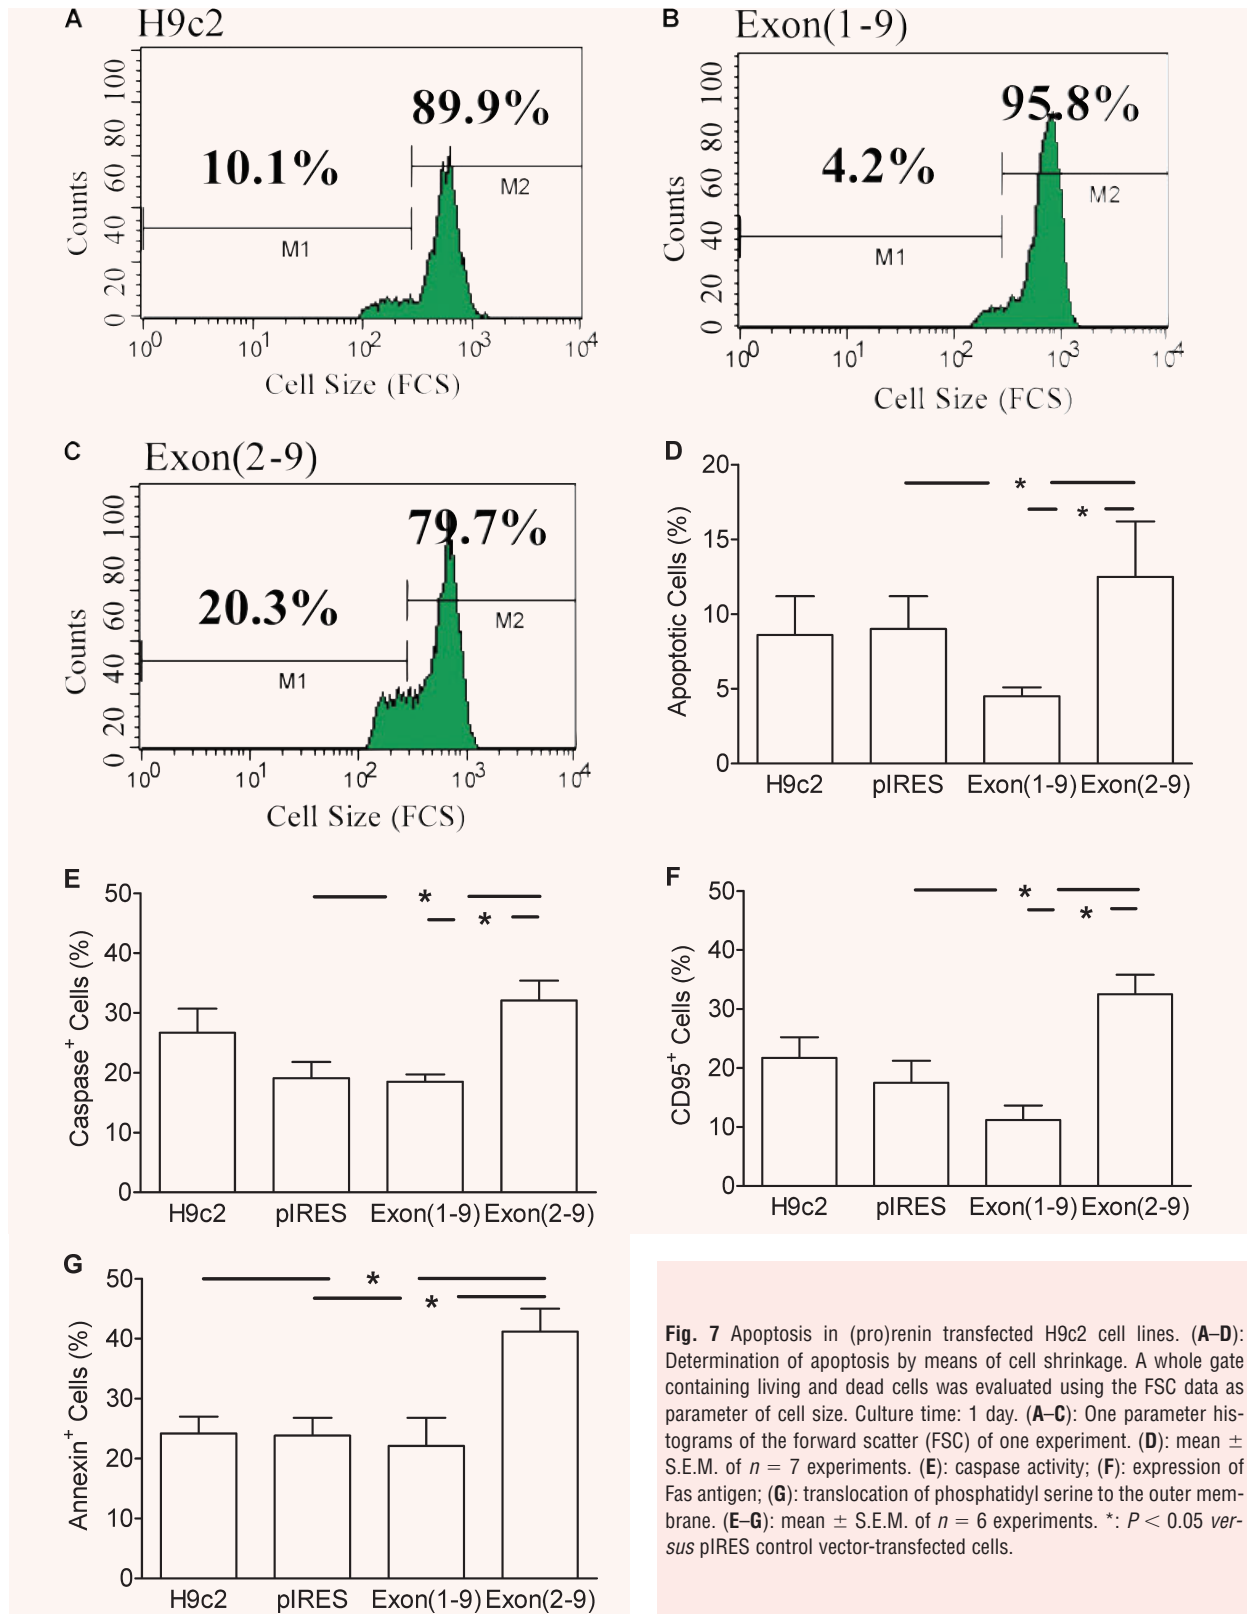 A
H9c2
89.9%
10.1%
M2
M1
Counts
0 20 40 60 80 100
10^0 10^1 10^2 10^3 10^4
Cell Size (FCS)
B
Exon(1-9)
95.8%
4.2%
M2
M1
Counts
0 20 40 60 80 100
10^0 10^1 10^2 10^3 10^4
Cell Size (FCS)
C
Exon(2-9)
79.7%
20.3%
M2
M1
Counts
0 20 40 60 80 100
10^0 10^1 10^2 10^3 10^4
Cell Size (FCS)
D
Apoptotic Cells (%)
20
15
10
5
0
*
*
H9c2 pIRES Exon(1-9) Exon(2-9)
E
Caspase+ Cells (%)
50
40
30
20
10
0
*
*
H9c2 pIRES Exon(1-9) Exon(2-9)
F
CD95+ Cells (%)
50
40
30
20
10
0
*
*
H9c2 pIRES Exon(1-9) Exon(2-9)
G
Annexin+ Cells (%)
50
40
30
20
10
0
*
*
H9c2 pIRES Exon(1-9) Exon(2-9)
Fig. 7 Apoptosis in (pro)renin transfected H9c2 cell lines. (A–D):
Determination of apoptosis by means of cell shrinkage. A whole gate
containing living and dead cells was evaluated using the FSC data as
parameter of cell size. Culture time: 1 day. (A–C): One parameter his-
tograms of the forward scatter (FSC) of one experiment. (D): mean ±
S.E.M. of n = 7 experiments. (E): caspase activity; (F): expression of
Fas antigen; (G): translocation of phosphatidyl serine to the outer mem-
brane. (E–G): mean ± S.E.M. of n = 6 experiments. *: P < 0.05 ver-
sus pIRES control vector-transfected cells.